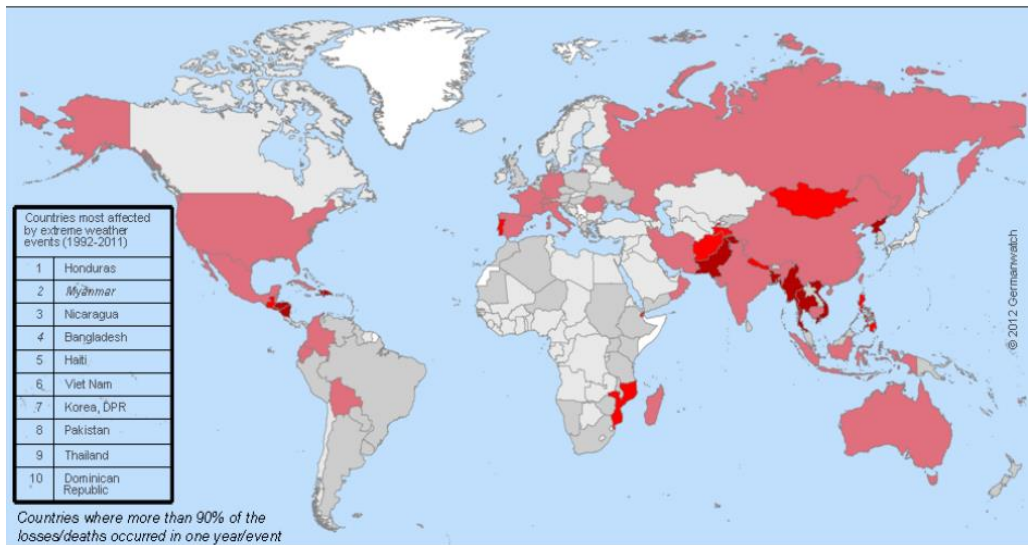 Countries most affected
by extreme weather
events (1992-2011)
1 Honduras
2 Myanmar
3 Nicaragua
4 Bangladesh
5 Haiti
6 Viet Nam
7 Korea, DPR
8 Pakistan
9 Thailand
10 Dominican
Republic
Countries where more than 90% of the
losses/deaths occurred in one year/event
© 2012 Germanwatch